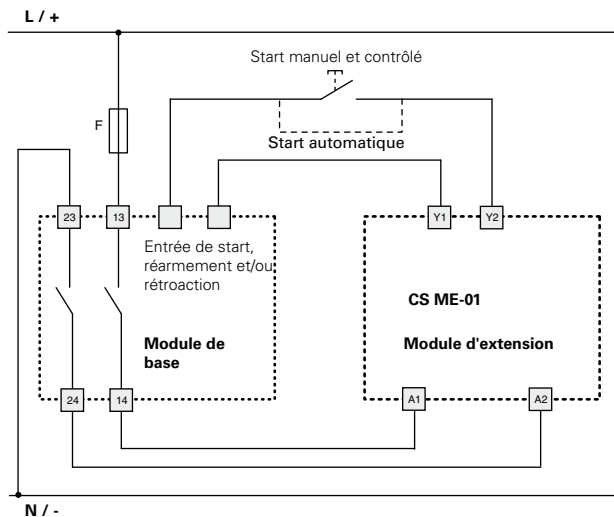 L / +
Start manuel et contrôlé
F
Start automatique
23
13
Y1
Y2
Entrée de start,
réarmement et/ou
rétroaction
CS ME-01
Module de
base
Module d'extension
24
14
A1
A2
N / -